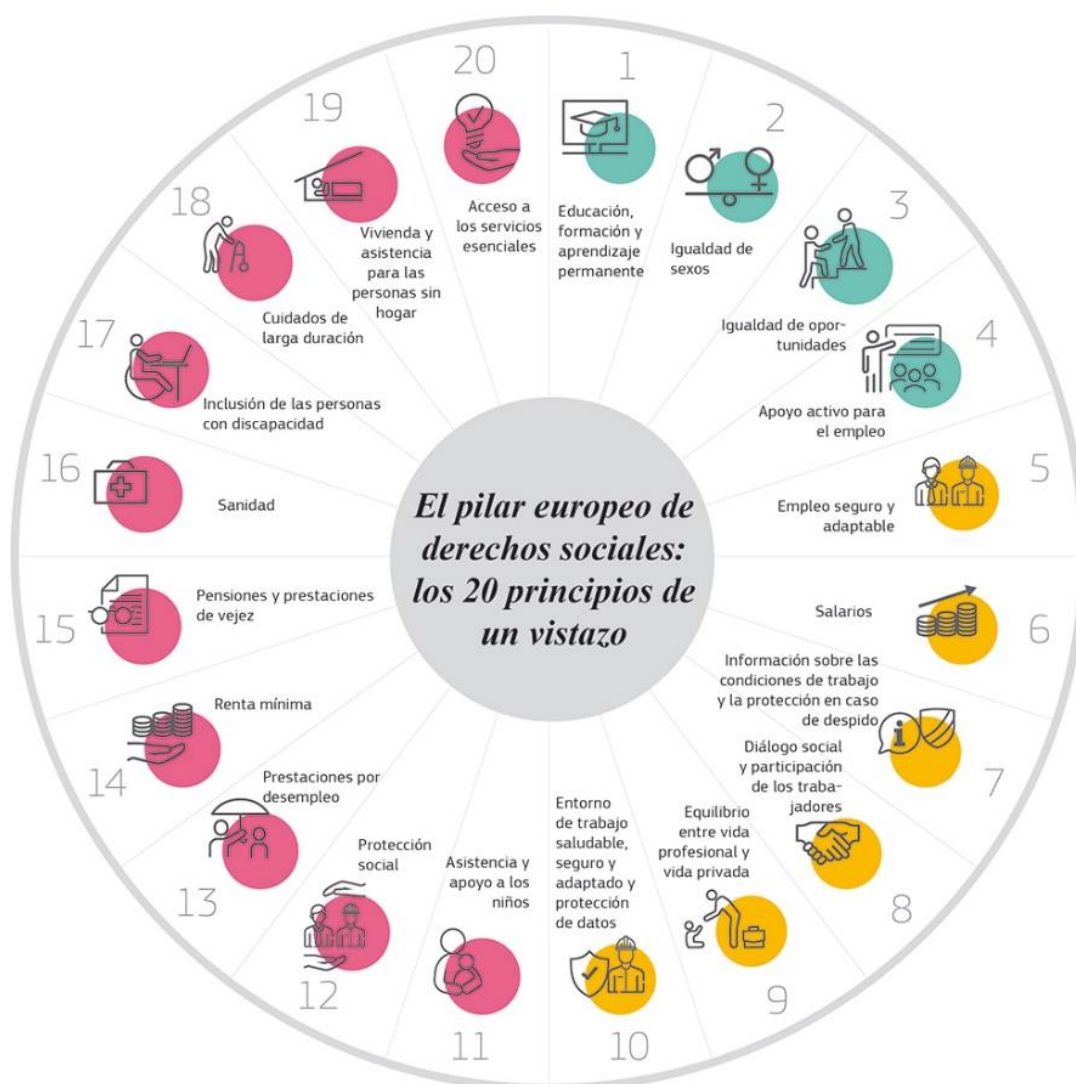 El pilar europeo de
derechos sociales:
los 20 principios de
un vistazo
1
Educación,
formación y
aprendizaje
permanente
2
Igualdad de
sexos
3
Igualdad de opor-
tunidades
4
Apoyo activo para
el empleo
5
Empleo seguro y
adaptable
6
Salarios
7
Información sobre las
condiciones de trabajo
y la protección en caso
de despido
i
8
Diálogo social
y participación
de los traba-
jadores
9
Equilibrio
entre vida
profesional y
vida privada
10
Entorno
de trabajo
saludable,
seguro y
adaptado y
protección
de datos
11
Asistencia y
apoyo a los
niños
12
Protección
social
13
Prestaciones por
desempleo
14
Renta mínima
15
Pensiones y prestaciones
de vejez
16
Sanidad
17
Inclusión de las personas
con discapacidad
18
Cuidados de
larga duración
19
Vivienda y
asistencia
para las
personas sin
hogar
20
Acceso a
los servicios
esenciales